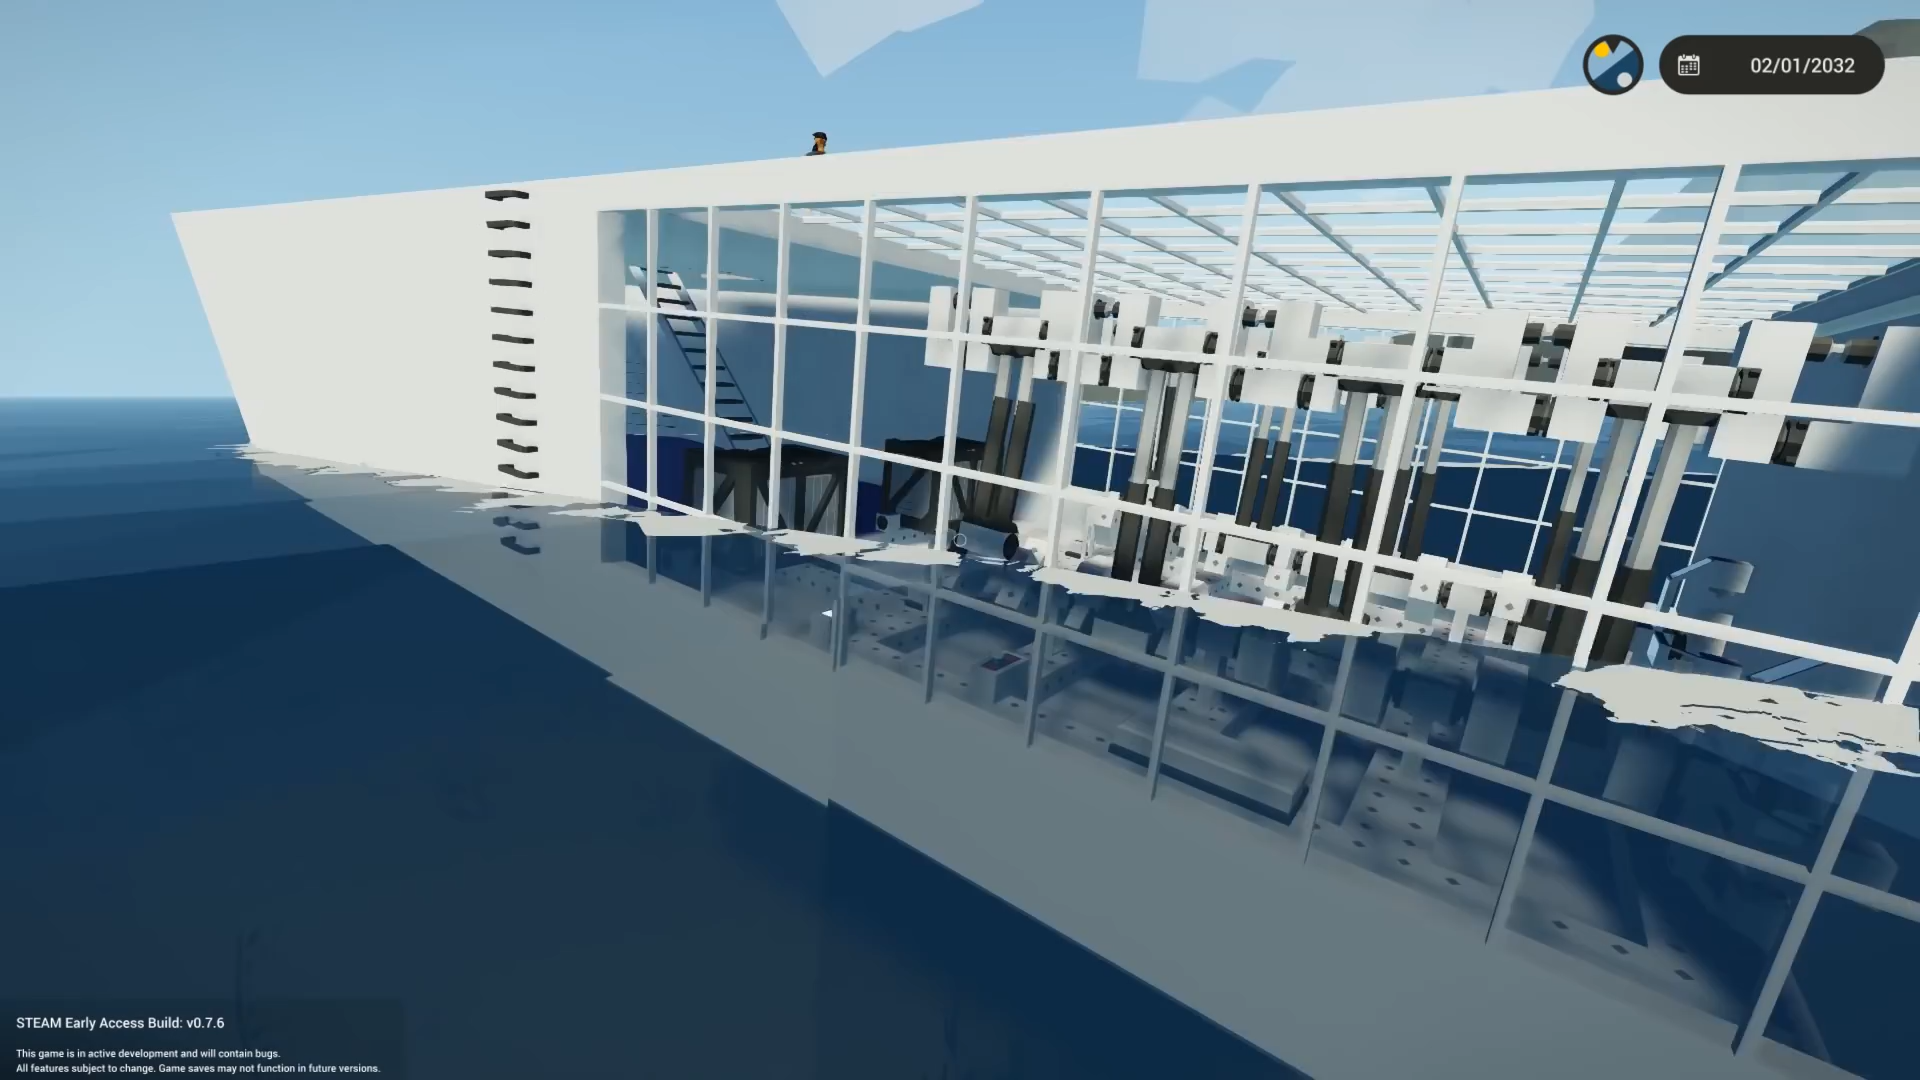 02/01/2032
STEAM Early Access Build: v0.7.6
This game is in active development and will contain bugs.
All features subject to change. Game saves may not function in future versions.